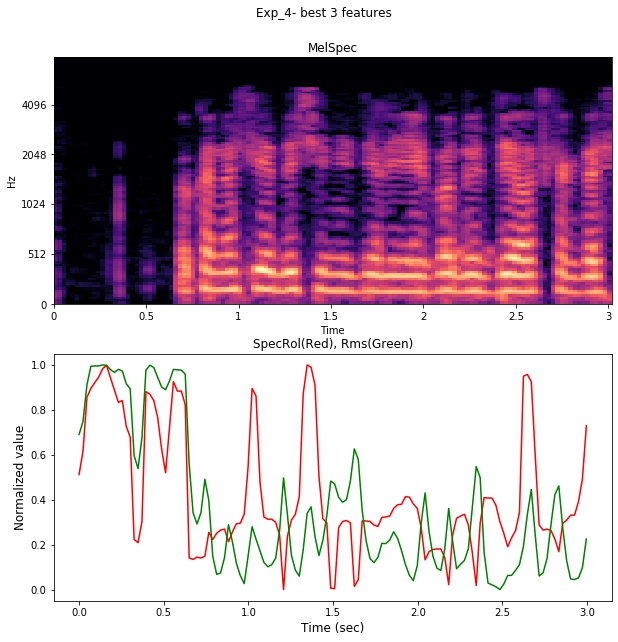 Exp_4- best 3 features
MelSpec
4096
2048
1024
512
0
Hz
0 0.5 1 1.5 2 2.5 3
Time
SpecRol(Red), Rms(Green)
1.0
0.8
0.6
0.4
0.2
0.0
Normalized value
0.0 0.5 1.0 1.5 2.0 2.5 3.0
Time (sec)